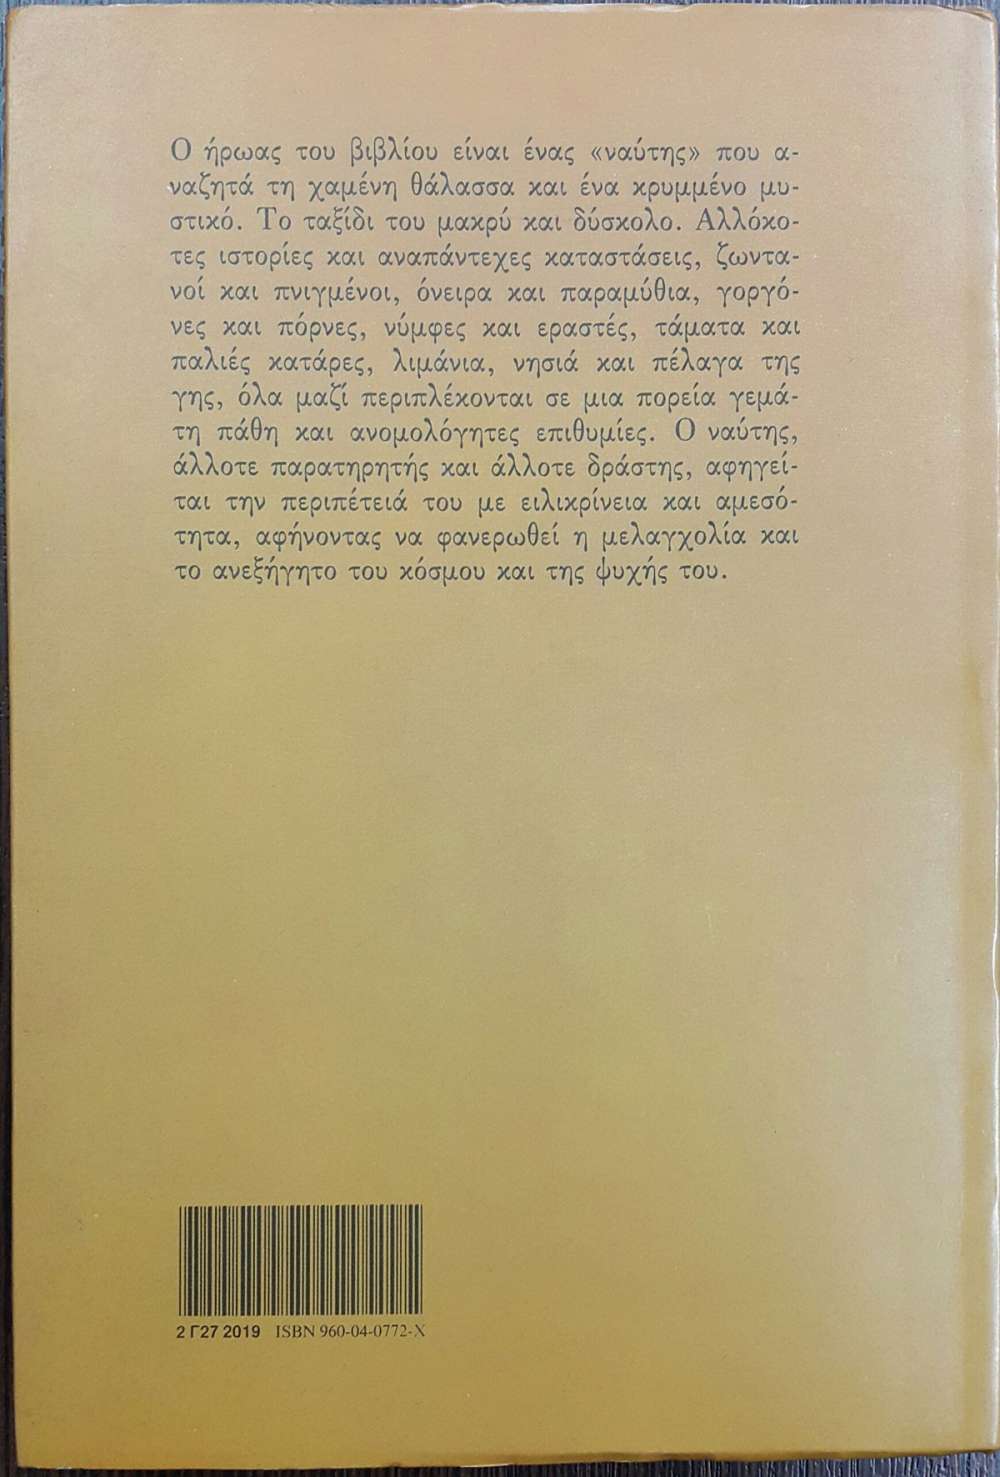 Ο ήρωας του βιβλίου είναι ένας «ναύτης» που α-
ναζητά τη χαμένη θάλασσα και ένα κρυμμένο μυ-
στικό. Το ταξίδι του μακρύ και δύσκολο. Αλλόκο-
τες ιστορίες και αναπάντεχες καταστάσεις, ζωντα-
νοί και πνιγμένοι, όνειρα και παραμύθια, γοργό-
νες και πόρνες, νύμφες και εραστές, τάματα και
παλιές κατάρες, λιμάνια, νησιά και πέλαγα της
γης, όλα μαζί περιπλέκονται σε μια πορεία γεμά-
τη πάθη και ανομολόγητες επιθυμίες. Ο ναύτης,
άλλοτε παρατηρητής και άλλοτε δράστης, αφηγεί-
ται την περιπέτειά του με ειλικρίνεια και αμεσό-
τητα, αφήνοντας να φανερωθεί η μελαγχολία και
το ανεξήγητο του κόσμου και της ψυχής του.
2 Γ27 2019 ISBN 960-04-0772-X